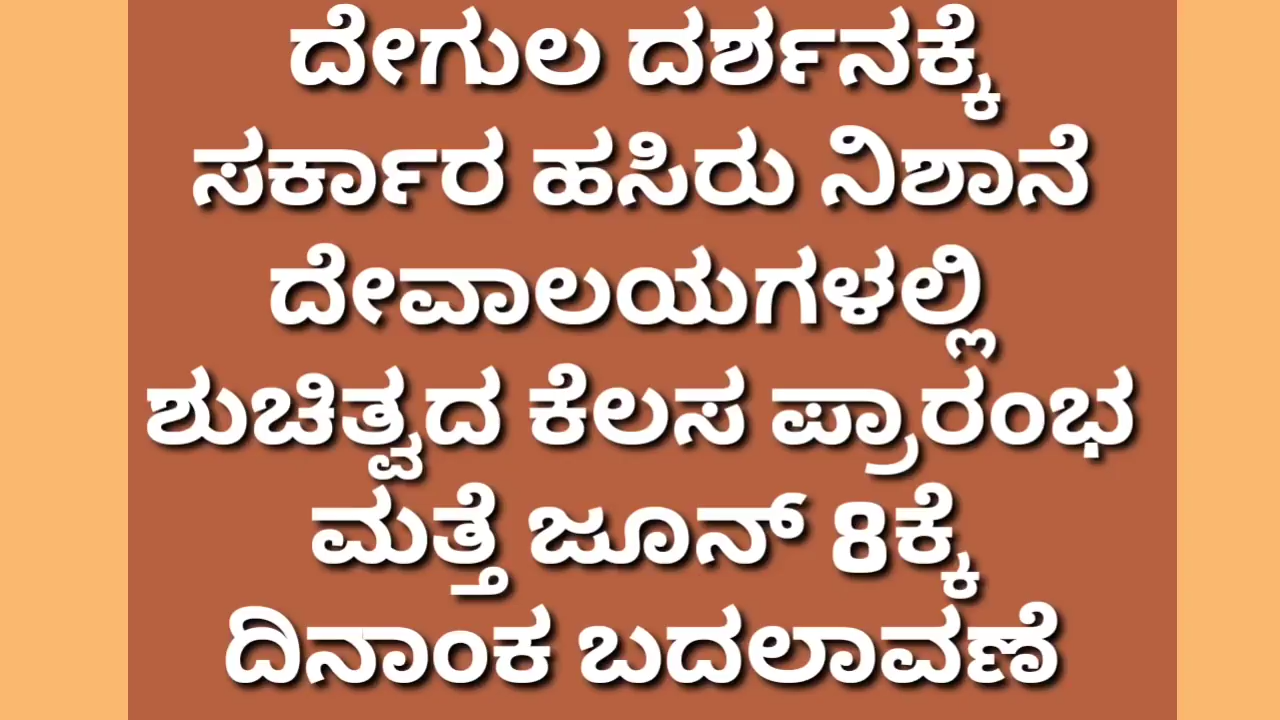 ದೇಗುಲ ದರ್ಶನಕ್ಕೆ
ಸರ್ಕಾರ ಹಸಿರು ನಿಶಾನೆ
ದೇವಾಲಯಗಳಲ್ಲಿ
ಶುಚಿತ್ವದ ಕೆಲಸ ಪ್ರಾರಂಭ
ಮತ್ತೆ ಜೂನ್ 8ಕ್ಕೆ
ದಿನಾಂಕ ಬದಲಾವಣೆ